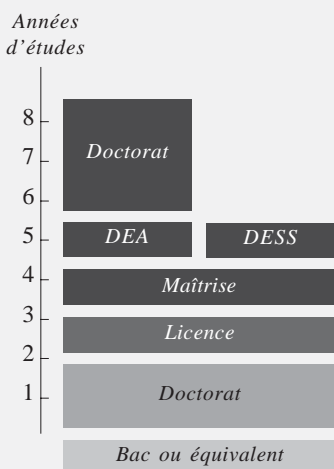 Années
d'études
8
7
Doctorat
6
5
DEA
DESS
4
Maîtrise
3
Licence
2
1
Doctorat
Bac ou équivalent